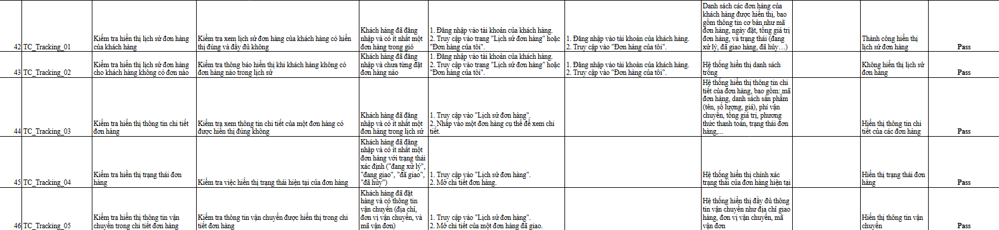 42 TC_Tracking_01
Kiểm tra hiển thị lịch sử đơn hàng
của khách hàng
Kiểm tra xem lịch sử đơn hàng của khách hàng có hiển
thị đúng và đầy đủ không
Khách hàng đã đăng
nhập và có ít nhất một
đơn hàng trong giỏ
1. Đăng nhập vào tài khoản của khách hàng.
2. Truy cập vào trang "Lịch sử đơn hàng" hoặc
"Đơn hàng của tôi".
1. Đăng nhập vào tài khoản của khách hàng.
2. Truy cập vào "Đơn hàng của tôi".
Danh sách các đơn hàng của
khách hàng được hiển thị, bao
gồm thông tin cơ bản như mã
đơn hàng, ngày đặt, tổng giá trị
đơn hàng, và trạng thái (đang
xử lý, đã giao hàng, đã hủy…)
Thành công hiển thị
lịch sử đơn hàng
Pass
43 TC_Tracking_02
Kiểm tra hiển thị lịch sử đơn hàng
cho khách hàng không có đơn nào
Kiểm tra thông báo hiển thị khi khách hàng không có
đơn hàng nào trong lịch sử
Khách hàng đã đăng
nhập và chưa từng đặt
đơn hàng nào
1. Đăng nhập vào tài khoản của khách hàng.
2. Truy cập vào trang "Lịch sử đơn hàng" hoặc
"Đơn hàng của tôi".
1. Đăng nhập vào tài khoản của khách hàng.
2. Truy cập vào "Đơn hàng của tôi".
Hệ thống hiển thị danh sách
trống
Không hiển thị lịch sử
đơn hàng
Pass
44 TC_Tracking_03
Kiểm tra hiển thị thông tin chi tiết
đơn hàng
Kiểm tra xem thông tin chi tiết của một đơn hàng có
được hiển thị đúng không
Khách hàng đã đăng
nhập và có ít nhất một
đơn hàng trong lịch sử
1. Truy cập vào "Lịch sử đơn hàng".
2. Nhấp vào một đơn hàng cụ thể để xem chi
tiết.
Hệ thống hiển thị thông tin chi
tiết của đơn hàng, bao gồm: mã
đơn hàng, danh sách sản phẩm
(tên, số lượng, giá), phí vận
chuyển, tổng giá trị, phương
thức thanh toán, trạng thái đơn
hàng,...
Hiển thị thông tin chi
tiết của các đơn hàng
Pass
45 TC_Tracking_04
Kiểm tra hiển thị trạng thái đơn
hàng
Kiểm tra việc hiển thị trạng thái hiện tại của đơn hàng
Khách hàng đã đăng
nhập và có ít nhất một
đơn hàng với trạng thái
xác định ("đang xử lý",
"đang giao", "đã giao",
"đã hủy")
1. Truy cập vào "Lịch sử đơn hàng".
2. Mở chi tiết đơn hàng.
Hệ thống hiển thị chính xác
trạng thái của đơn hàng hiện tại
Hiển thị trạng thái đơn
hàng
Pass
46 TC_Tracking_05
Kiểm tra hiển thị thông tin vận
chuyển trong chi tiết đơn hàng
Kiểm tra thông tin vận chuyển được hiển thị trong chi
tiết đơn hàng
Khách hàng đã đặt
hàng và có thông tin
vận chuyển (địa chỉ,
đơn vị vận chuyển, và
mã vận đơn)
1. Truy cập vào "Lịch sử đơn hàng".
2. Mở chi tiết của một đơn hàng đã giao.
Hệ thống hiển thị đầy đủ thông
tin vận chuyển như địa chỉ giao
hàng, đơn vị vận chuyển, mã
vận đơn
Hiển thị thông tin vận
chuyển
Pass